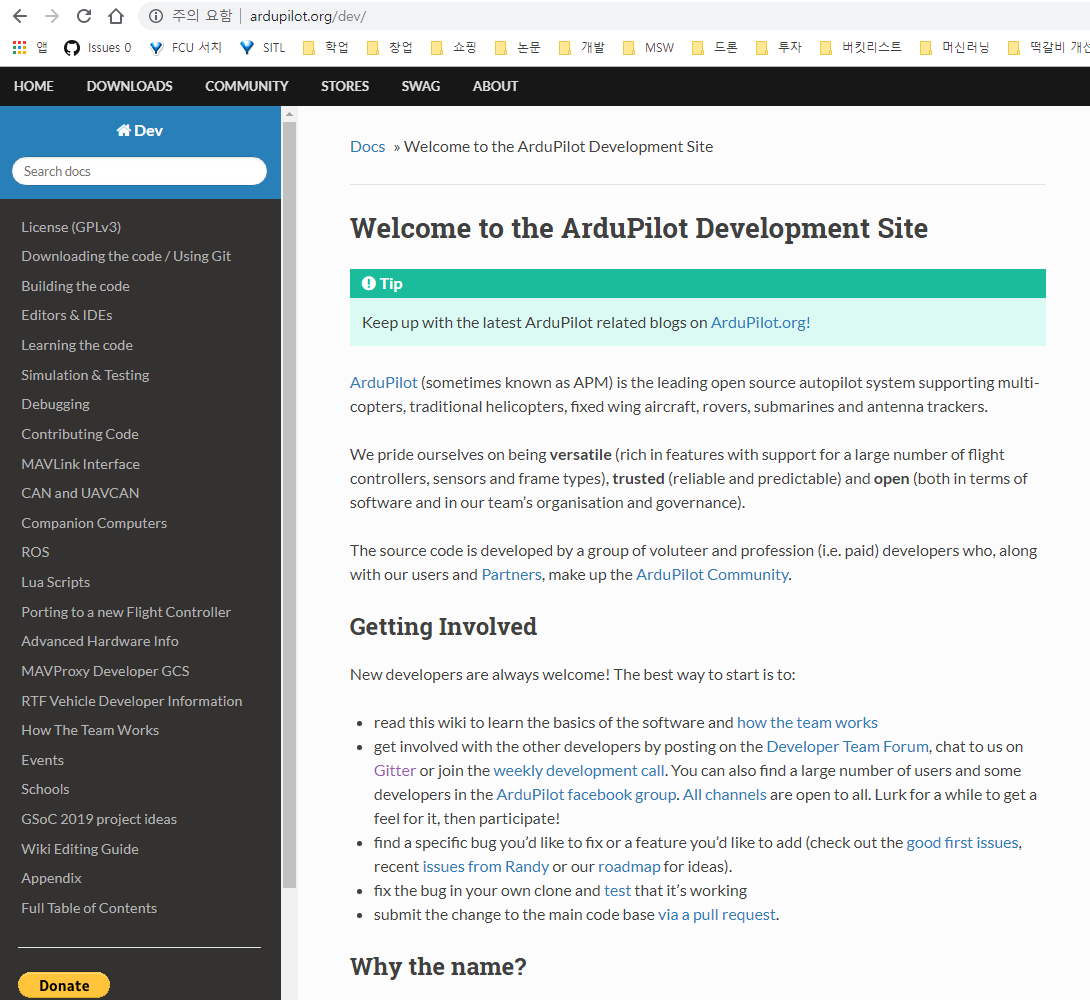 주의 요함 ardupilot.org/dev/
앱 Issues 0 FCU 서치 SITL 학업 창업 쇼핑 논문 개발 MSW 드론 투자 버킷리스트 머신러닝 떡갈비 개선
HOME DOWNLOADS COMMUNITY STORES SWAG ABOUT
Dev
Search docs
License (GPLv3)
Downloading the code / Using Git
Building the code
Editors & IDEs
Learning the code
Simulation & Testing
Debugging
Contributing Code
MAVLink Interface
CAN and UAVCAN
Companion Computers
ROS
Lua Scripts
Porting to a new Flight Controller
Advanced Hardware Info
MAVProxy Developer GCS
RTF Vehicle Developer Information
How The Team Works
Events
Schools
GSoC 2019 project ideas
Wiki Editing Guide
Appendix
Full Table of Contents
Donate
Docs » Welcome to the ArduPilot Development Site
Welcome to the ArduPilot Development Site
Tip
Keep up with the latest ArduPilot related blogs on ArduPilot.org!
ArduPilot (sometimes known as APM) is the leading open source autopilot system supporting multi-
copters, traditional helicopters, fixed wing aircraft, rovers, submarines and antenna trackers.
We pride ourselves on being versatile (rich in features with support for a large number of flight
controllers, sensors and frame types), trusted (reliable and predictable) and open (both in terms of
software and in our team’s organisation and governance).
The source code is developed by a group of voluteer and profession (i.e. paid) developers who, along
with our users and Partners, make up the ArduPilot Community.
Getting Involved
New developers are always welcome! The best way to start is to:
• read this wiki to learn the basics of the software and how the team works
• get involved with the other developers by posting on the Developer Team Forum, chat to us on
Gitter or join the weekly development call. You can also find a large number of users and some
developers in the ArduPilot facebook group. All channels are open to all. Lurk for a while to get a
feel for it, then participate!
• find a specific bug you’d like to fix or a feature you’d like to add (check out the good first issues,
recent issues from Randy or our roadmap for ideas).
• fix the bug in your own clone and test that it’s working
• submit the change to the main code base via a pull request.
Why the name?